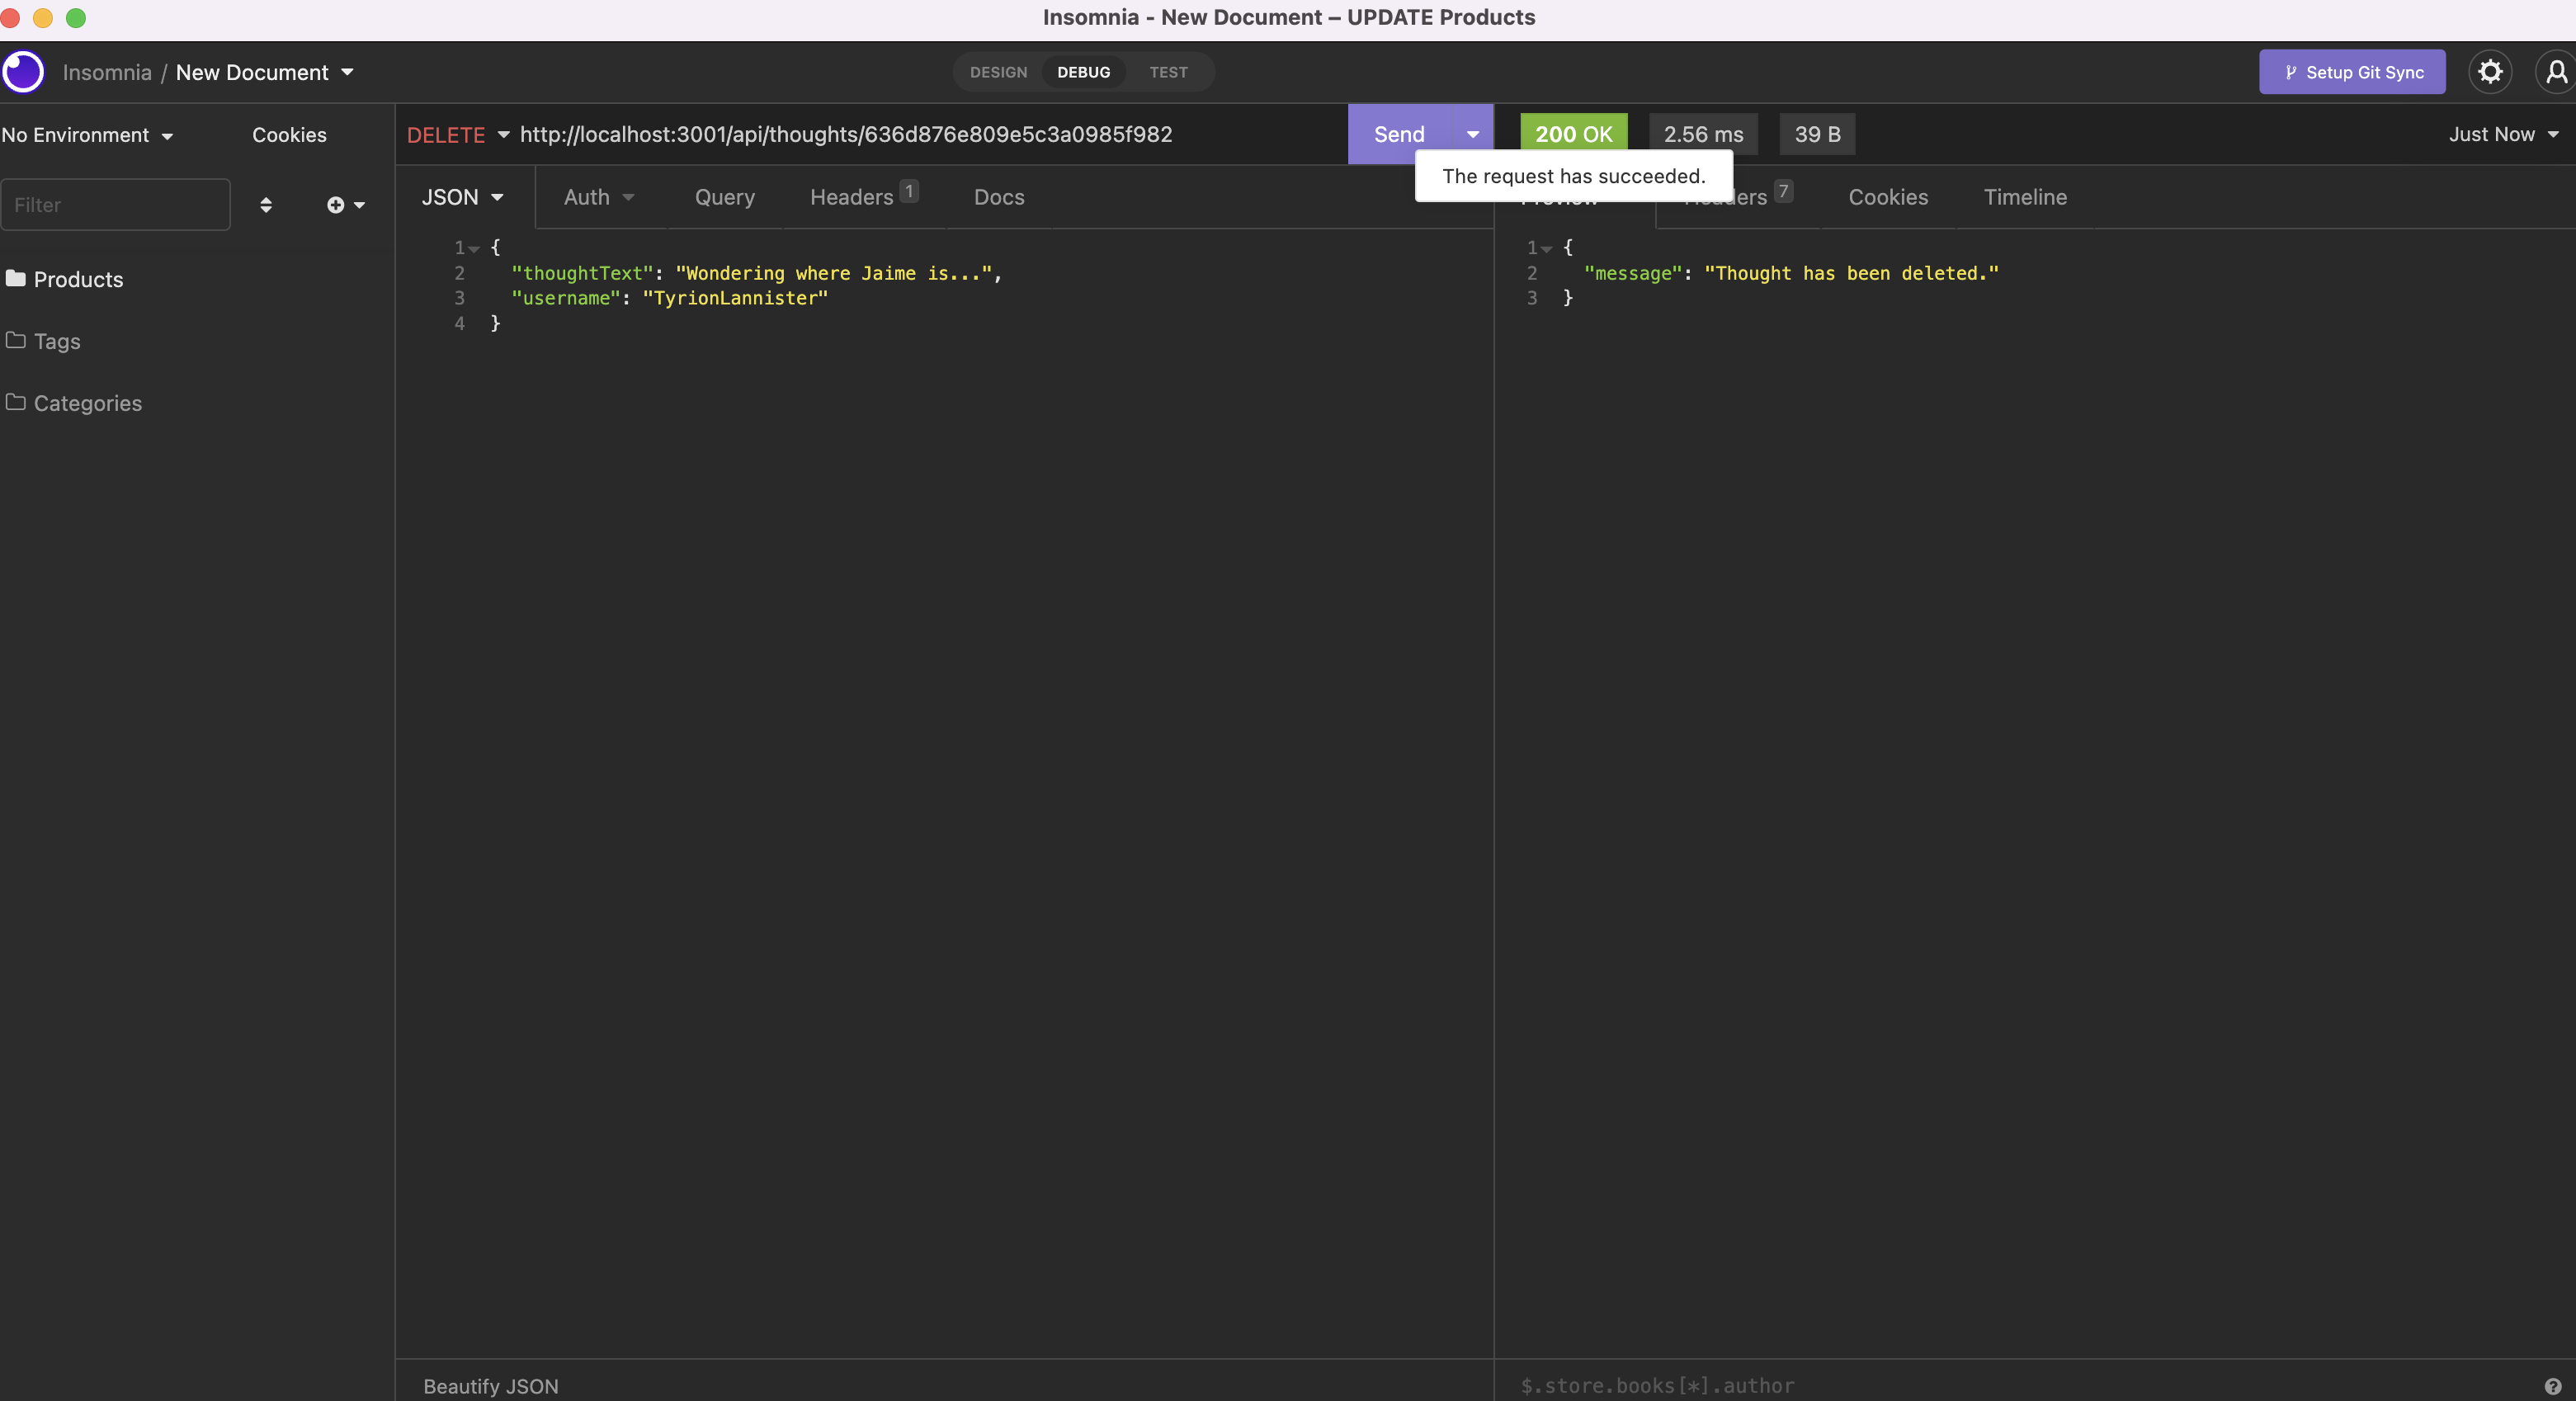 Insomnia - New Document – UPDATE Products
Insomnia / New Document
DESIGN DEBUG TEST
Setup Git Sync
No Environment Cookies
DELETE http://localhost:3001/api/thoughts/636d876e809e5c3a0985f982 Send
200 OK 2.56 ms 39 B Just Now
The request has succeeded.
Filter
JSON Auth Query Headers 1 Docs
Headers 7 Cookies Timeline
Products
Tags
Categories
1 {
2 "thoughtText": "Wondering where Jaime is...",
3 "username": "TyrionLannister"
4 }
1 {
2 "message": "Thought has been deleted."
3 }
Beautify JSON
$.store.books[*].author
?